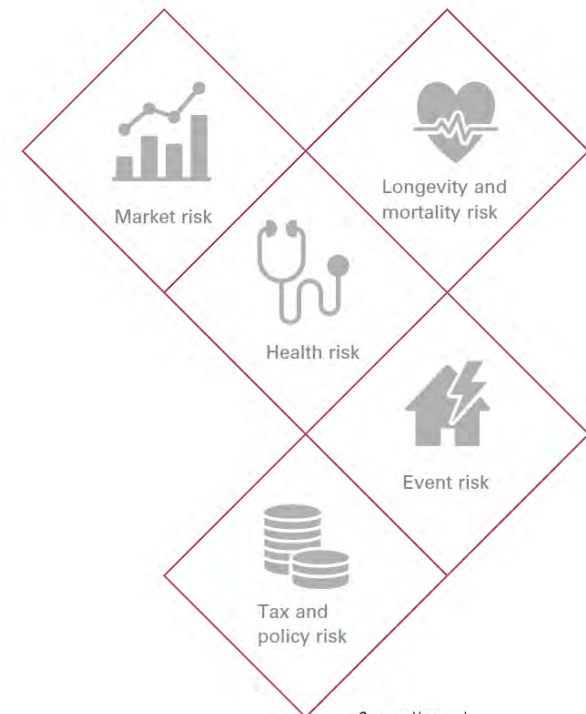 Market risk
Longevity and
mortality risk
Health risk
Event risk
Tax and
policy risk